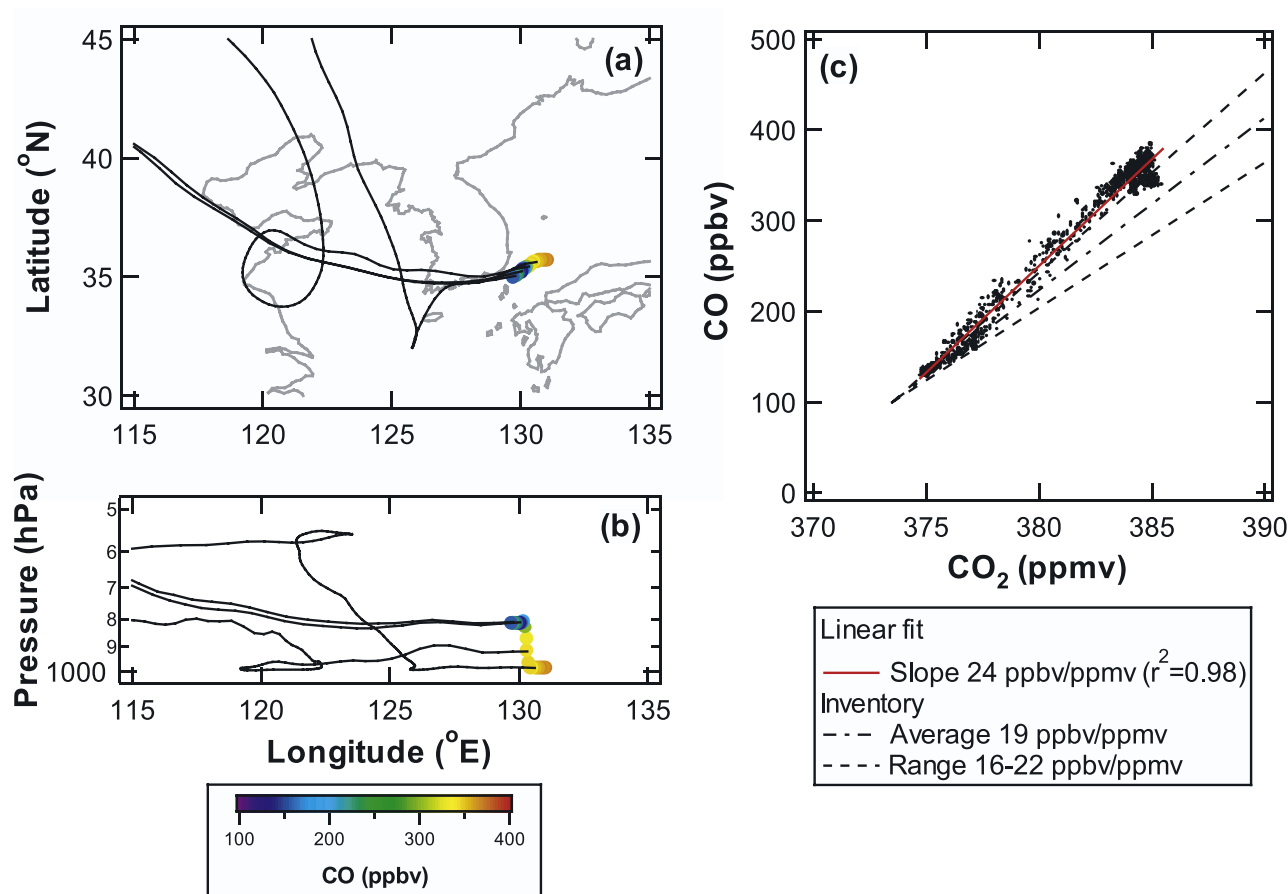 (a)
Latitude (°N)
45
40
35
30
115
120
125
130
135
(b)
Pressure (hPa)
5
6
7
8
9
1000
115
120
125
130
135
Longitude (°E)
100
200
300
400
CO (ppbv)
(c)
CO (ppbv)
500
400
300
200
100
0
370
375
380
385
390
CO₂ (ppmv)
Linear fit
Slope 24 ppbv/ppmv (r²=0.98)
Inventory
Average 19 ppbv/ppmv
Range 16-22 ppbv/ppmv